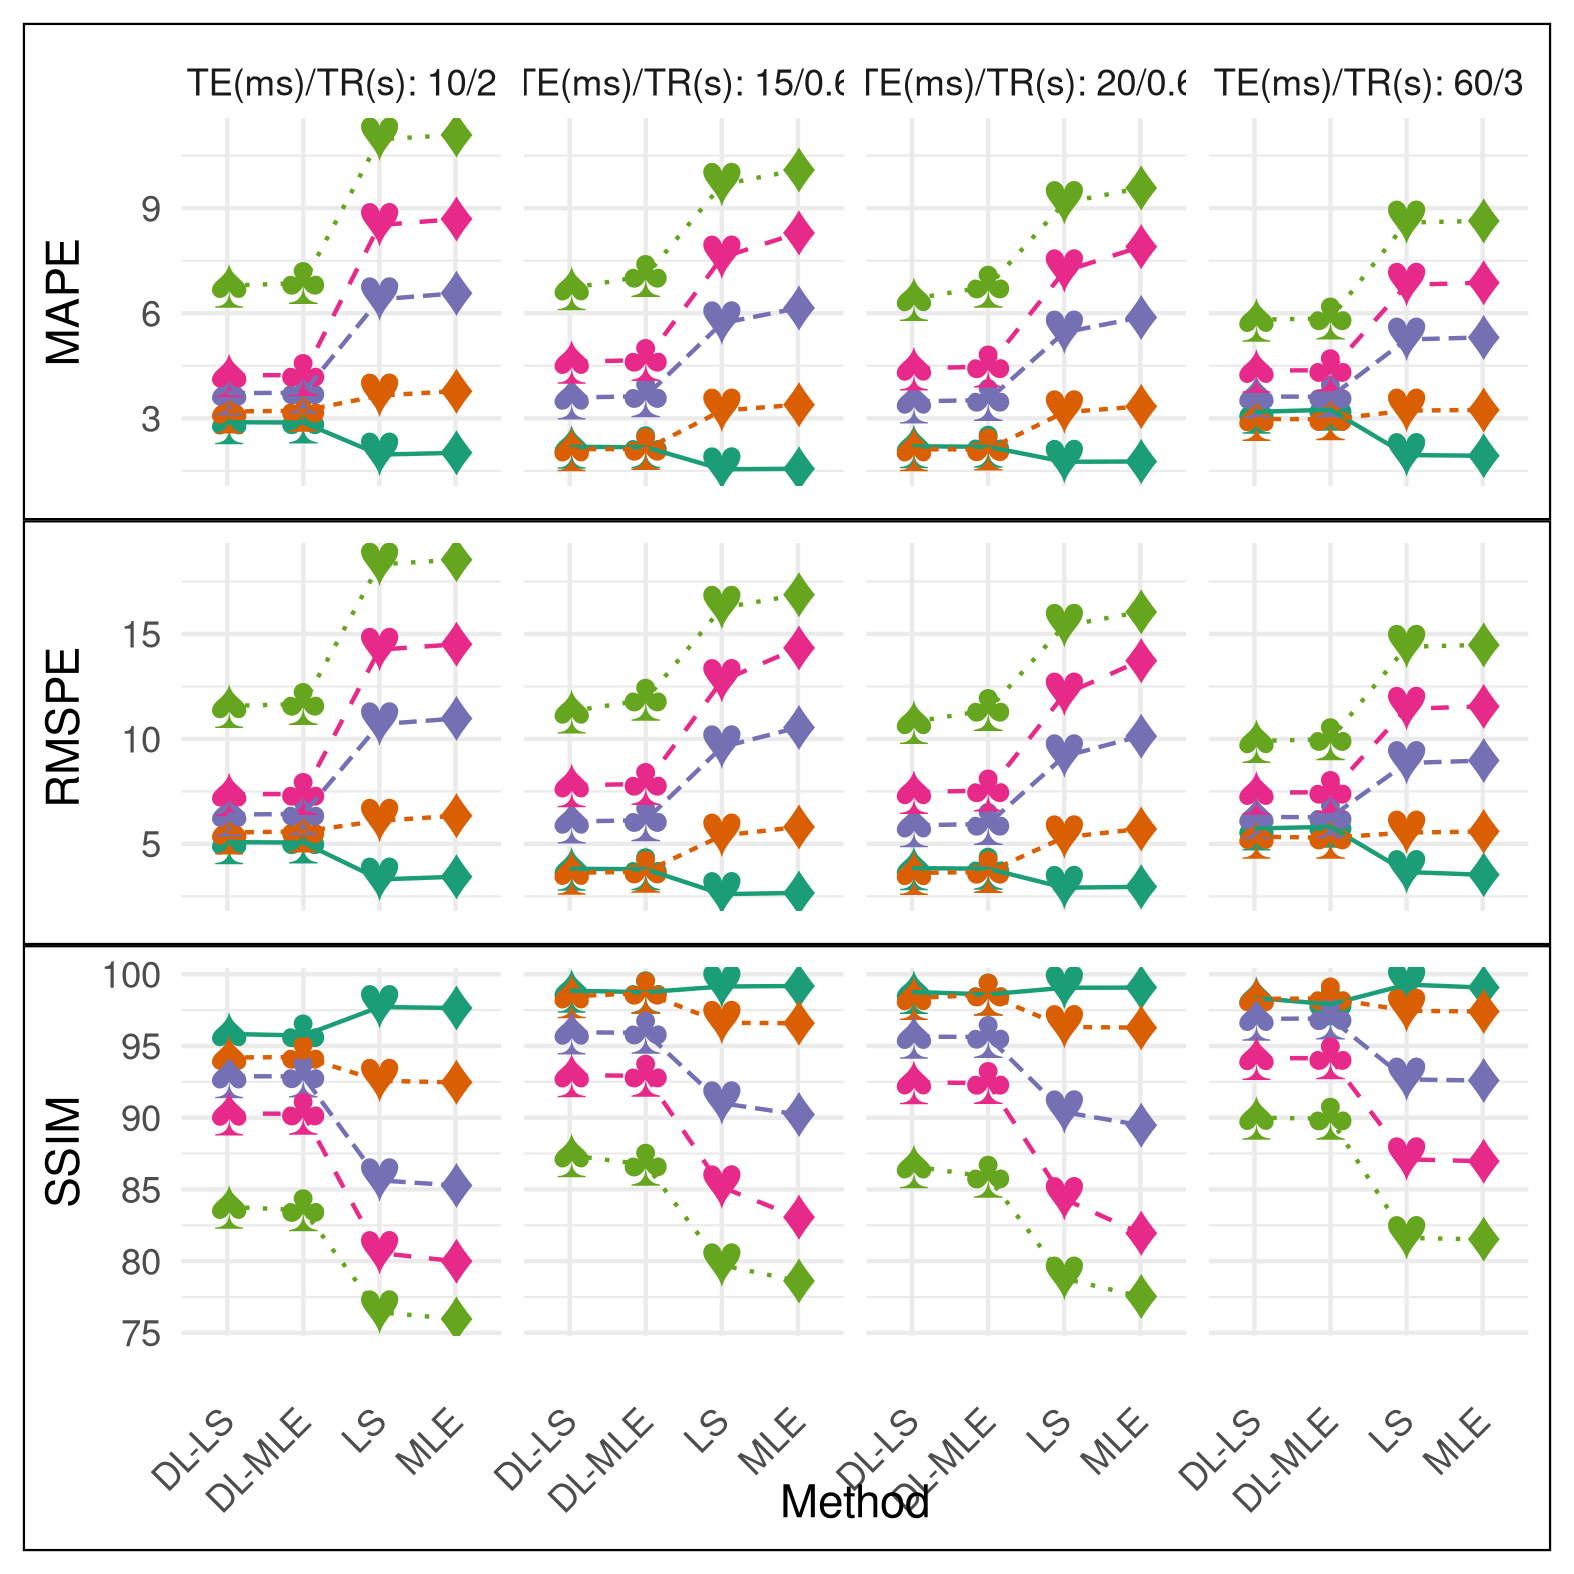 TE(ms)/TR(s): 10/2 TE(ms)/TR(s): 15/0.6 TE(ms)/TR(s): 20/0.6 TE(ms)/TR(s): 60/3
MAPE
9
6
3
RMSPE
15
10
5
SSIM
100
95
90
85
80
75
DL-LS DL-MLE LS MLE DL-LS DL-MLE LS MLE DL-LS DL-MLE LS MLE DL-LS DL-MLE LS MLE
Method